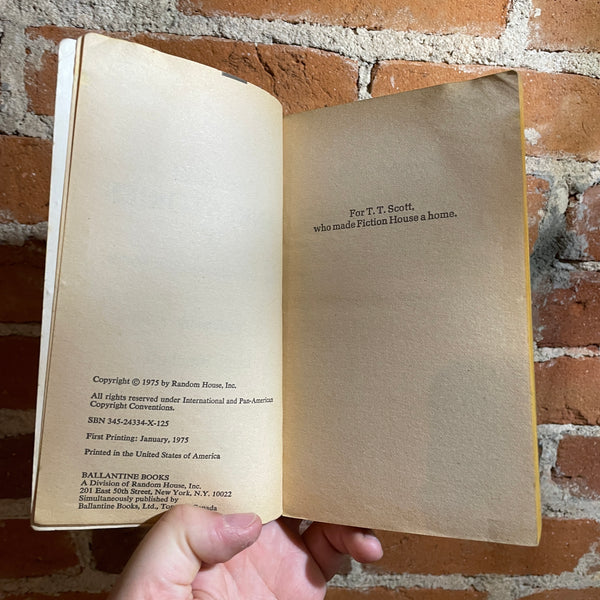 Copyright © 1975 by Random House, Inc.
All rights reserved under International and Pan-American
Copyright Conventions.
SBN 345-24334-X-125
First Printing: January, 1975
Printed in the United States of America
BALLANTINE BOOKS
A Division of Random House, Inc.
201 East 50th Street, New York, N.Y. 10022
Simultaneously published by
Ballantine Books, Ltd., Canada
For T. T. Scott,
who made Fiction House a home.